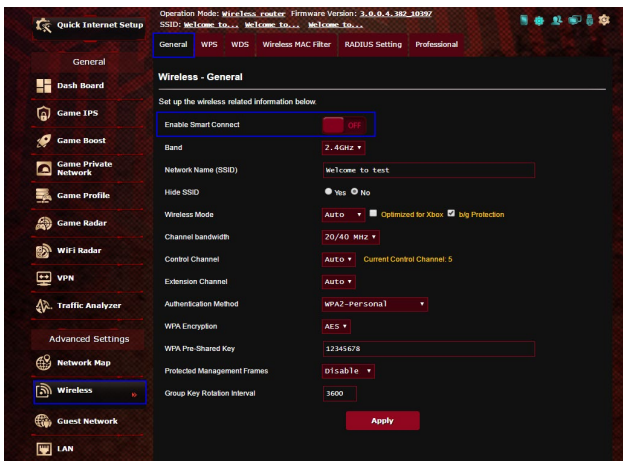 Quick Internet Setup
Operation Mode: Wireless router Firmware Version: 3.0.0.4.382_10397
SSID: Welcome to... Welcome to... Welcome to...
General WPS WDS Wireless MAC Filter RADIUS Setting Professional
General
Dash Board
Game IPS
Game Boost
Game Private
Network
Game Profile
Game Radar
WiFi Radar
VPN
Traffic Analyzer
Advanced Settings
Network Map
Wireless
Guest Network
LAN
Wireless - General
Set up the wireless related information below.
Enable Smart Connect OFF
Band 2.4GHz
Network Name (SSID) Welcome to test
Hide SSID Yes No
Wireless Mode Auto Optimized for Xbox b/g Protection
Channel bandwidth 20/40 MHz
Control Channel Auto Current Control Channel: 5
Extension Channel Auto
Authentication Method WPA2-Personal
WPA Encryption AES
WPA Pre-Shared Key 12345678
Protected Management Frames Disable
Group Key Rotation Interval 3600
Apply